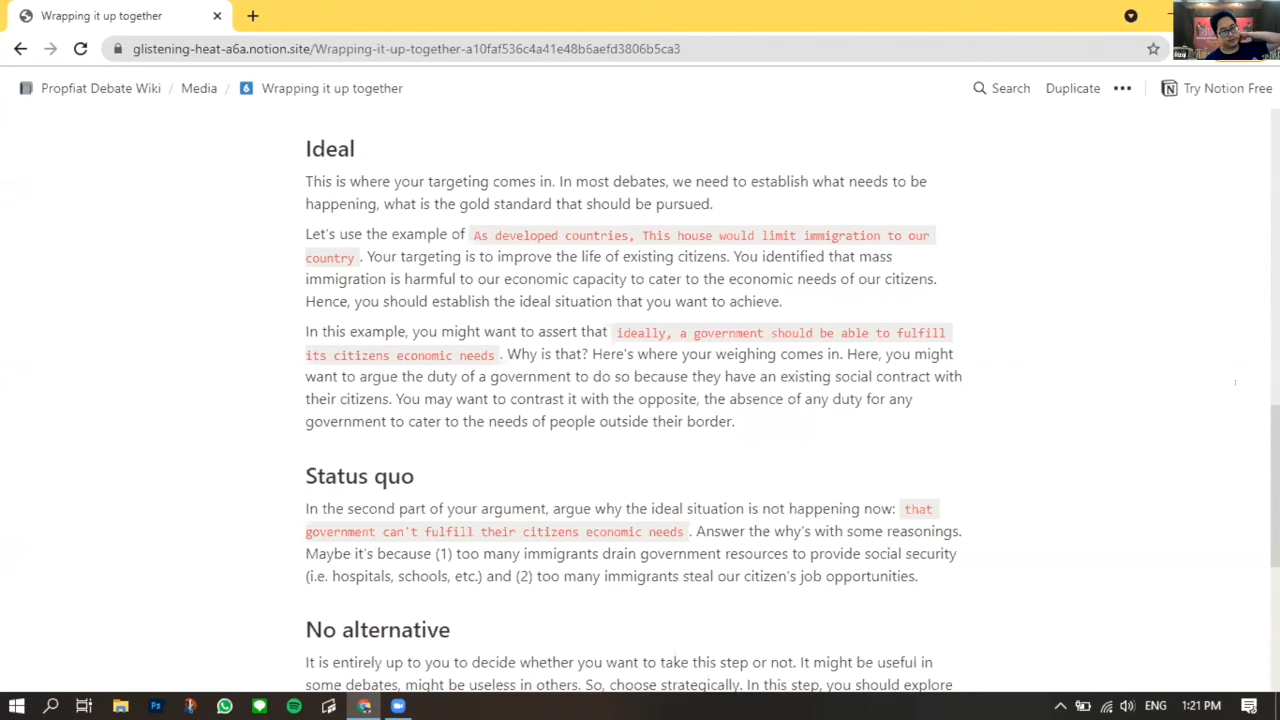 Wrapping it up together
glistening-heat-a6a.notion.site/Wrapping-it-up-together-a10faf536c4a41e48b6aefd3806b5ca3
Propfiat Debate Wiki / Media / 6 Wrapping it up together Search Duplicate ••• Try Notion Free
Ideal
This is where your targeting comes in. In most debates, we need to establish what needs to be
happening, what is the gold standard that should be pursued.
Let's use the example of As developed countries, This house would limit immigration to our
country . Your targeting is to improve the life of existing citizens. You identified that mass
immigration is harmful to our economic capacity to cater to the economic needs of our citizens.
Hence, you should establish the ideal situation that you want to achieve.
In this example, you might want to assert that ideally, a government should be able to fulfill
its citizens economic needs . Why is that? Here's where your weighing comes in. Here, you might
want to argue the duty of a government to do so because they have an existing social contract with
their citizens. You may want to contrast it with the opposite, the absence of any duty for any
government to cater to the needs of people outside their border.
Status quo
In the second part of your argument, argue why the ideal situation is not happening now: that
government can't fulfill their citizens economic needs . Answer the why's with some reasonings.
Maybe it's because (1) too many immigrants drain government resources to provide social security
(i.e. hospitals, schools, etc.) and (2) too many immigrants steal our citizen's job opportunities.
No alternative
It is entirely up to you to decide whether you want to take this step or not. It might be useful in
some debates, might be useless in others. So, choose strategically. In this step, you should explore
ENG 1:21 PM